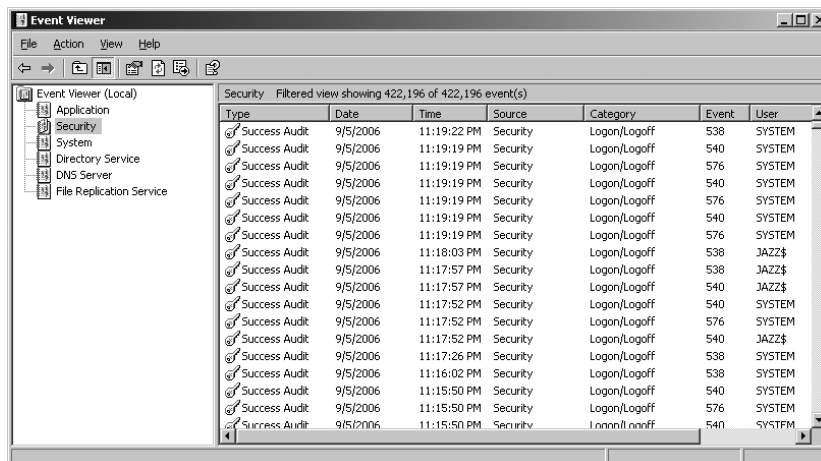 Event Viewer
File Action View Help
Event Viewer (Local)
Application
Security
System
Directory Service
DNS Server
File Replication Service
Security Filtered view showing 422,196 of 422,196 event(s)
Type Date Time Source Category Event User
Success Audit 9/5/2006 11:19:22 PM Security Logon/Logoff 538 SYSTEM
Success Audit 9/5/2006 11:19:19 PM Security Logon/Logoff 540 SYSTEM
Success Audit 9/5/2006 11:19:19 PM Security Logon/Logoff 576 SYSTEM
Success Audit 9/5/2006 11:19:19 PM Security Logon/Logoff 540 SYSTEM
Success Audit 9/5/2006 11:19:19 PM Security Logon/Logoff 576 SYSTEM
Success Audit 9/5/2006 11:19:19 PM Security Logon/Logoff 540 SYSTEM
Success Audit 9/5/2006 11:19:19 PM Security Logon/Logoff 576 SYSTEM
Success Audit 9/5/2006 11:18:03 PM Security Logon/Logoff 538 JAZZ$
Success Audit 9/5/2006 11:17:57 PM Security Logon/Logoff 538 JAZZ$
Success Audit 9/5/2006 11:17:57 PM Security Logon/Logoff 540 JAZZ$
Success Audit 9/5/2006 11:17:52 PM Security Logon/Logoff 540 SYSTEM
Success Audit 9/5/2006 11:17:52 PM Security Logon/Logoff 576 SYSTEM
Success Audit 9/5/2006 11:17:52 PM Security Logon/Logoff 540 JAZZ$
Success Audit 9/5/2006 11:17:26 PM Security Logon/Logoff 538 SYSTEM
Success Audit 9/5/2006 11:16:02 PM Security Logon/Logoff 538 SYSTEM
Success Audit 9/5/2006 11:15:50 PM Security Logon/Logoff 540 SYSTEM
Success Audit 9/5/2006 11:15:50 PM Security Logon/Logoff 576 SYSTEM
Success Audit 9/5/2006 11:15:50 PM Security Logon/Logoff 540 SYSTEM